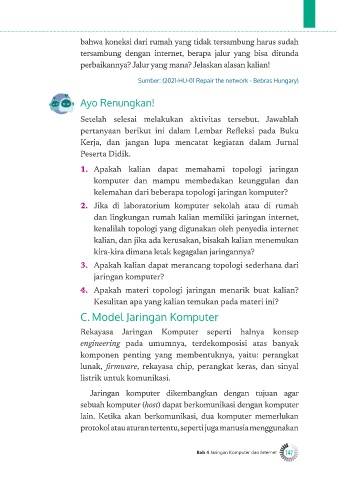 bahwa koneksi dari rumah yang tidak tersambung harus sudah
tersambung dengan internet, berapa jalur yang bisa ditunda
perbaikannya? Jalur yang mana? Jelaskan alasan kalian!
Sumber: (2021-HU-01 Repair the network - Bebras Hungary)
Ayo Renungkan!
Setelah selesai melakukan aktivitas tersebut. Jawablah
pertanyaan berikut ini dalam Lembar Refleksi pada Buku
Kerja, dan jangan lupa mencatat kegiatan dalam Jurnal
Peserta Didik.
1. Apakah kalian dapat memahami topologi jaringan
komputer dan mampu membedakan keunggulan dan
kelemahan dari beberapa topologi jaringan komputer?
2. Jika di laboratorium komputer sekolah atau di rumah
dan lingkungan rumah kalian memiliki jaringan internet,
kenalilah topologi yang digunakan oleh penyedia internet
kalian, dan jika ada kerusakan, bisakah kalian menemukan
kira-kira dimana letak kegagalan jaringannya?
3. Apakah kalian dapat merancang topologi sederhana dari
jaringan komputer?
4. Apakah materi topologi jaringan menarik buat kalian?
Kesulitan apa yang kalian temukan pada materi ini?
C. Model Jaringan Komputer
Rekayasa Jaringan Komputer seperti halnya konsep
engineering pada umumnya, terdekomposisi atas banyak
komponen penting yang membentuknya, yaitu: perangkat
lunak, firmware, rekayasa chip, perangkat keras, dan sinyal
listrik untuk komunikasi.
Jaringan komputer dikembangkan dengan tujuan agar
sebuah komputer (host) dapat berkomunikasi dengan komputer
lain. Ketika akan berkomunikasi, dua komputer memerlukan
protokol atau aturan tertentu, seperti juga manusia menggunakan
Bab 4 Jaringan Komputer dan Internet 147